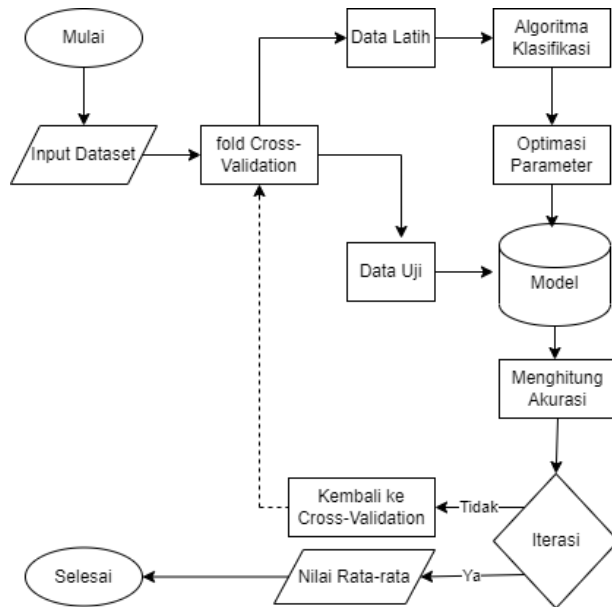 Mulai
Data Latih
Algoritma
Klasifikasi
Input Dataset
fold Cross-
Validation
Optimasi
Parameter
Data Uji
Model
Menghitung
Akurasi
Kembali ke
Cross-Validation
Tidak
Iterasi
Selesai
Nilai Rata-rata
Ya